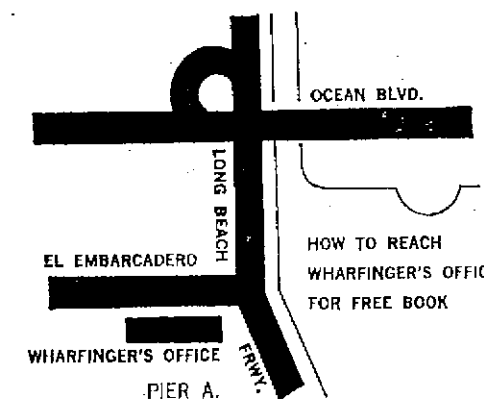 OCEAN BLVD.
LONG BEACH
EL EMBARCADERO
HOW TO REACH
WHARFINGER'S OFFIC
FOR FREE BOOK
WHARFINGER'S OFFICE
FRWY.
PIER A.